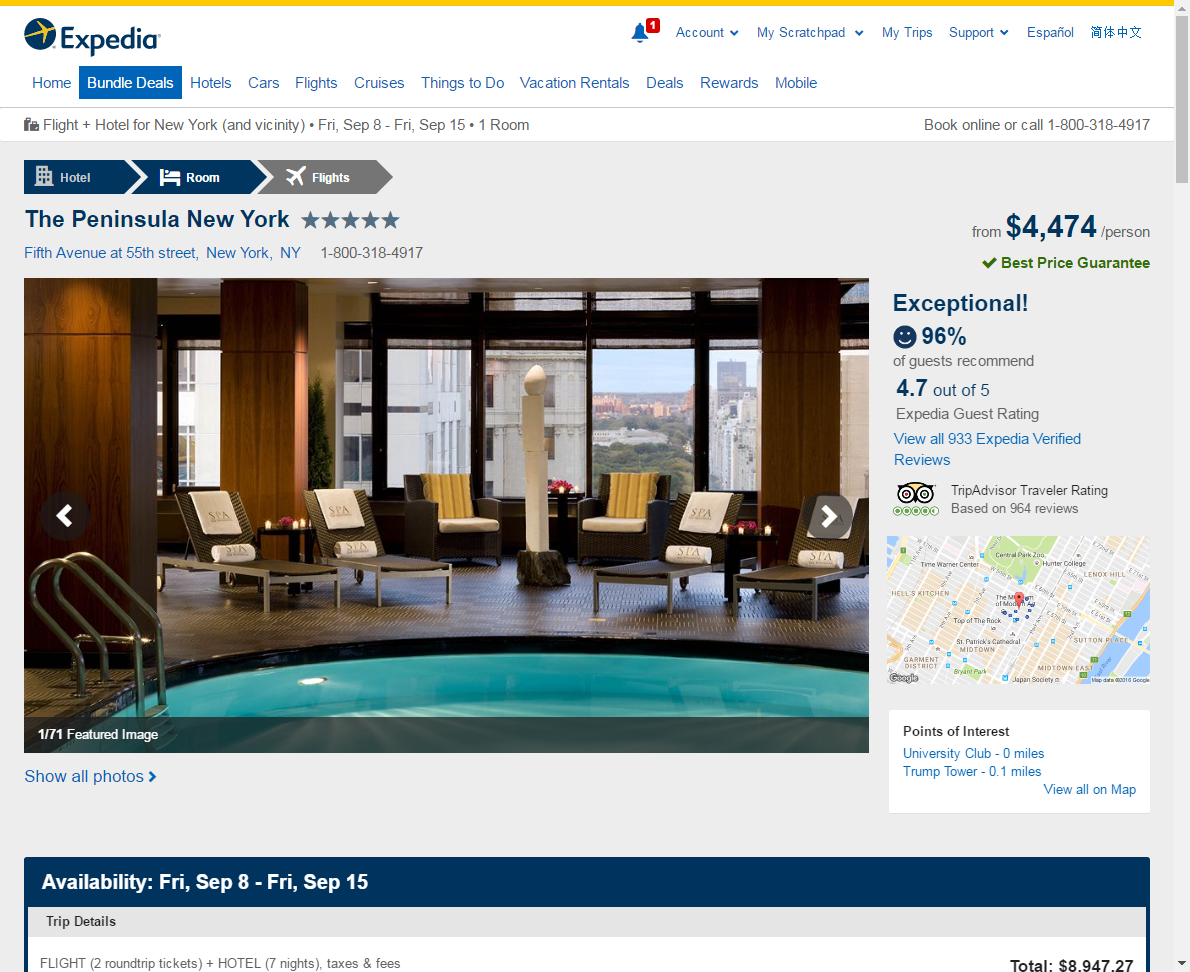 Expedia
1
Account
My Scratchpad
My Trips
Support
Español
简体中文
Home
Bundle Deals
Hotels
Cars
Flights
Cruises
Things to Do
Vacation Rentals
Deals
Rewards
Mobile
Flight + Hotel for New York (and vicinity) • Fri, Sep 8 - Fri, Sep 15 • 1 Room
Book online or call 1-800-318-4917
Hotel
Room
Flights
The Peninsula New York
Fifth Avenue at 55th street, New York, NY 1-800-318-4917
from $4,474 /person
Best Price Guarantee
SPA
SPA
SPA
SPA
SPA
SPA
1/71 Featured Image
Show all photos
Exceptional!
96%
of guests recommend
4.7 out of 5
Expedia Guest Rating
View all 933 Expedia Verified
Reviews
TripAdvisor Traveler Rating
Based on 964 reviews
Central Park Zoo
Time Warner Center
Hunter College
LENOX HILL
HELL'S KITCHEN
Top of The Rock
St. Patrick's Cathedral
MIDTOWN
SUTTON PLACE
GARMENT
DISTRICT
Bryant Park
MIDTOWN EAST
Japan Society
Google
Map data ©2016 Google
Points of Interest
University Club - 0 miles
Trump Tower - 0.1 miles
View all on Map
Availability: Fri, Sep 8 - Fri, Sep 15
Trip Details
FLIGHT (2 roundtrip tickets) + HOTEL (7 nights), taxes & fees
Total: $8,947.27